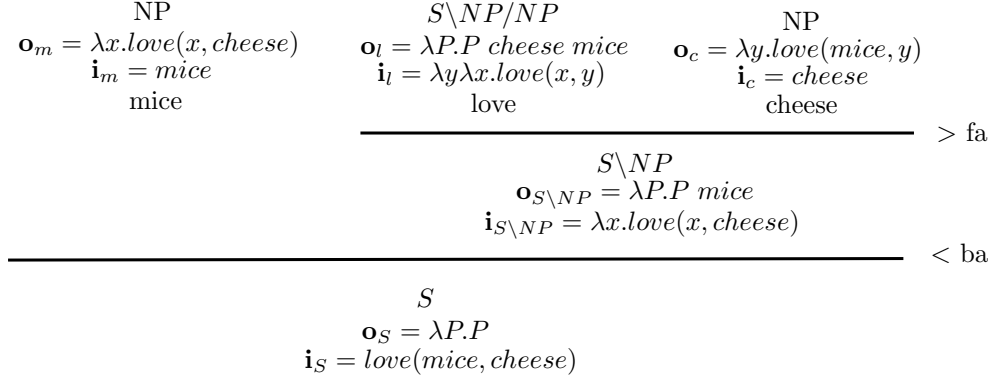 NP S\NP/NP NP
o_m = λx.love(x, cheese) o_l = λP.P cheese mice o_c = λy.love(mice, y)
i_m = mice i_l = λyλx.love(x, y) i_c = cheese
mice love cheese
> fa
S\NP
o_{S\NP} = λP.P mice
i_{S\NP} = λx.love(x, cheese)
< ba
S
o_S = λP.P
i_S = love(mice, cheese)